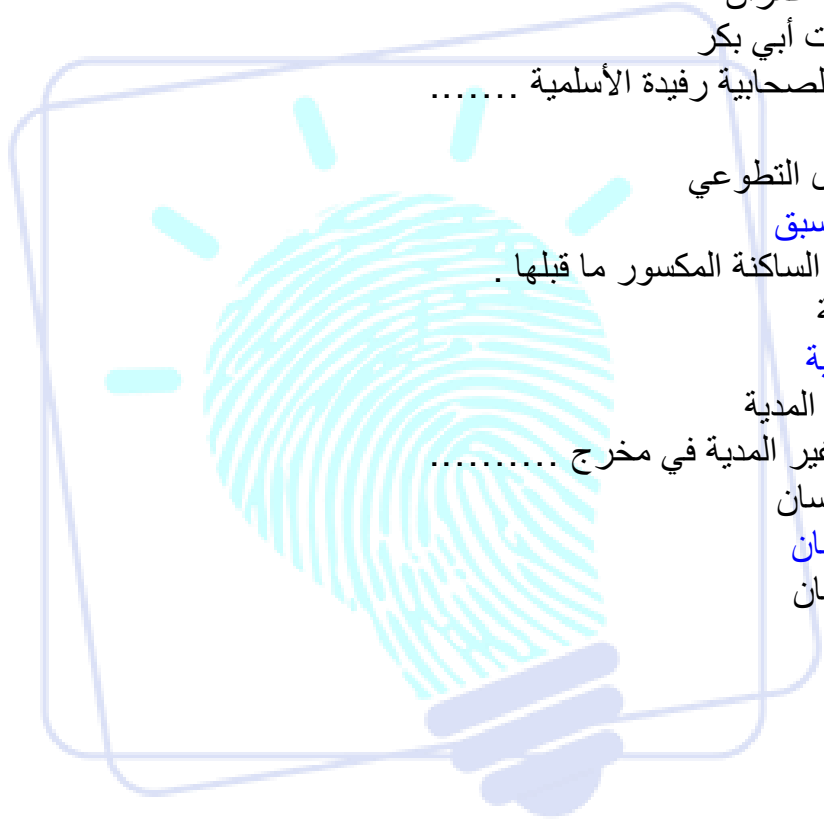 ت أبي بكر
لصحابية رفيدة الأسلمية .......
التطوعي
سبق
الساكنة المكسور ما قبلها .
ة
ية
المدية
غير المدية في مخرج ..........
سان
ان
ان